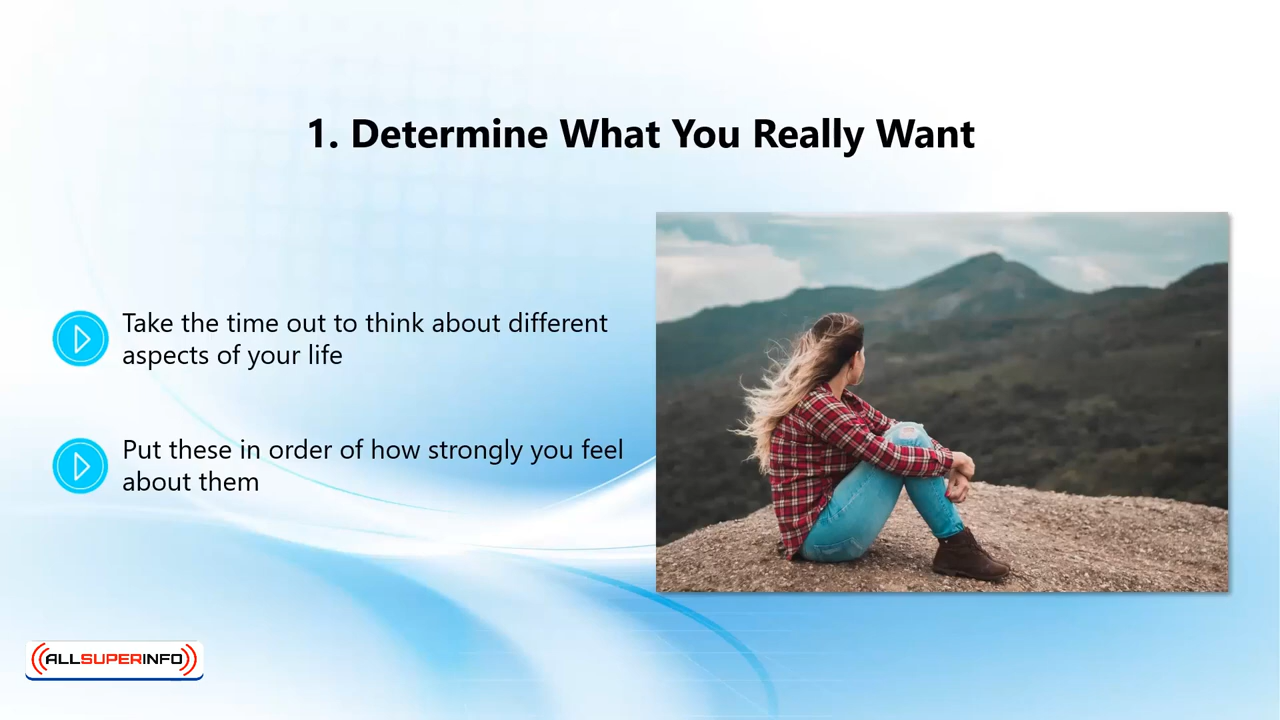 1. Determine What You Really Want
Take the time out to think about different
aspects of your life
Put these in order of how strongly you feel
about them
ALLSUPERINFO